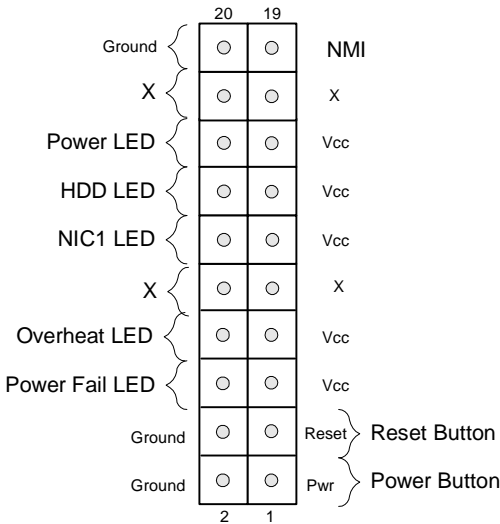 20 19
Ground NMI
X X
Power LED Vcc
HDD LED Vcc
NIC1 LED Vcc
X X
Overheat LED Vcc
Power Fail LED Vcc
Ground Reset Reset Button
Ground Pwr Power Button
2 1